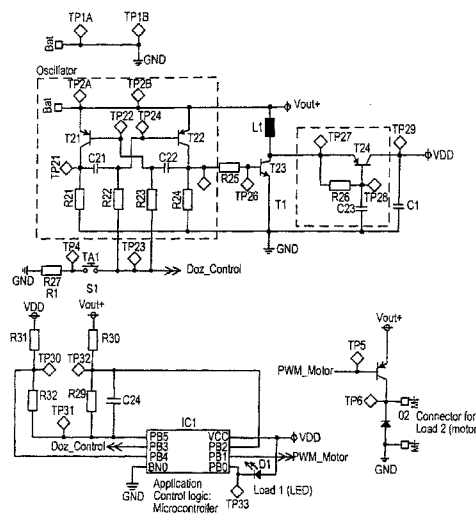 TP1A
TP1B
Bat
GND
Oscillator
TP2A
TP2B
Bat
Vout+
TP22
TP24
L1
TP27
TP29
T21
T22
T24
VDD
TP21
C21
C22
R25
T23
R26
TP28
R21
R22
R23
R24
TP26
T1
C23
C1
GND
TP4
TA1
TP23
Doz_Control
GND
R27
R1
S1
VDD
Vout+
R31
R30
Vout+
TP30
TP32
TP5
PWM_Motor
R32
R29
C24
TP6
02
Connector for
Load 2 (motor)
TP31
IC1
PB5
VCC
VDD
Doz_Control
PB3
PB2
PB4
PB1
PWM_Motor
BN0
PB0
D1
GND
GND
Application
Control logic:
Microcontroller
Load 1 (LED)
TP33